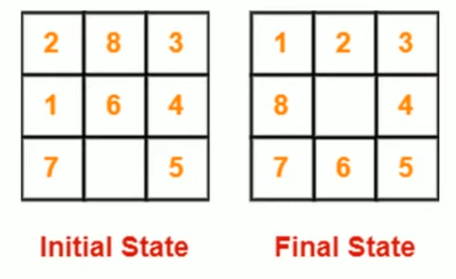 2 8 3 1 2 3
1 6 4 8 4
7 5 7 6 5
Initial State Final State